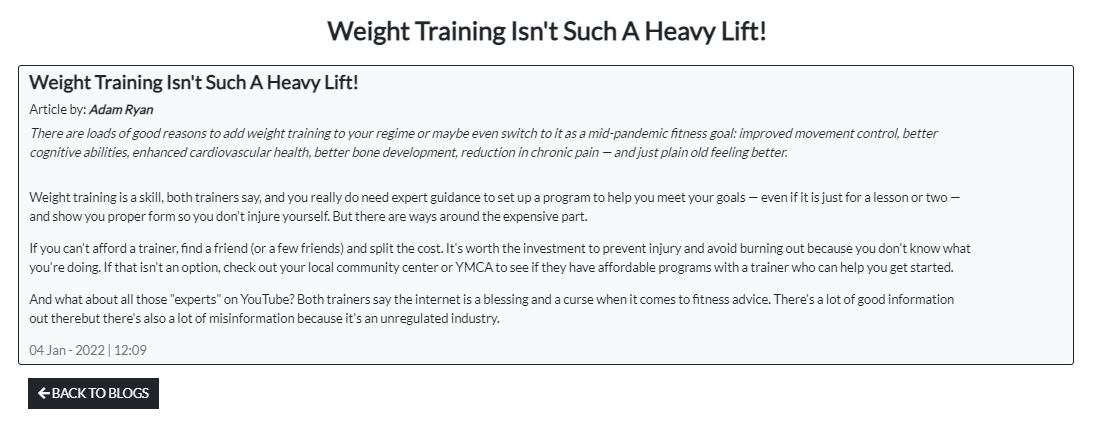 Weight Training Isn't Such A Heavy Lift!
Weight Training Isn't Such A Heavy Lift!
Article by: Adam Ryan
There are loads of good reasons to add weight training to your regime or maybe even switch to it as a mid-pandemic fitness goal: improved movement control, better
cognitive abilities, enhanced cardiovascular health, better bone development, reduction in chronic pain — and just plain old feeling better.
Weight training is a skill, both trainers say, and you really do need expert guidance to set up a program to help you meet your goals — even if it is just for a lesson or two —
and show you proper form so you don't injure yourself. But there are ways around the expensive part.
If you can't afford a trainer, find a friend (or a few friends) and split the cost. It's worth the investment to prevent injury and avoid burning out because you don't know what
you're doing. If that isn't an option, check out your local community center or YMCA to see if they have affordable programs with a trainer who can help you get started.
And what about all those "experts" on YouTube? Both trainers say the internet is a blessing and a curse when it comes to fitness advice. There's a lot of good information
out therebut there's also a lot of misinformation because it's an unregulated industry.
04 Jan - 2022 | 12:09
BACK TO BLOGS